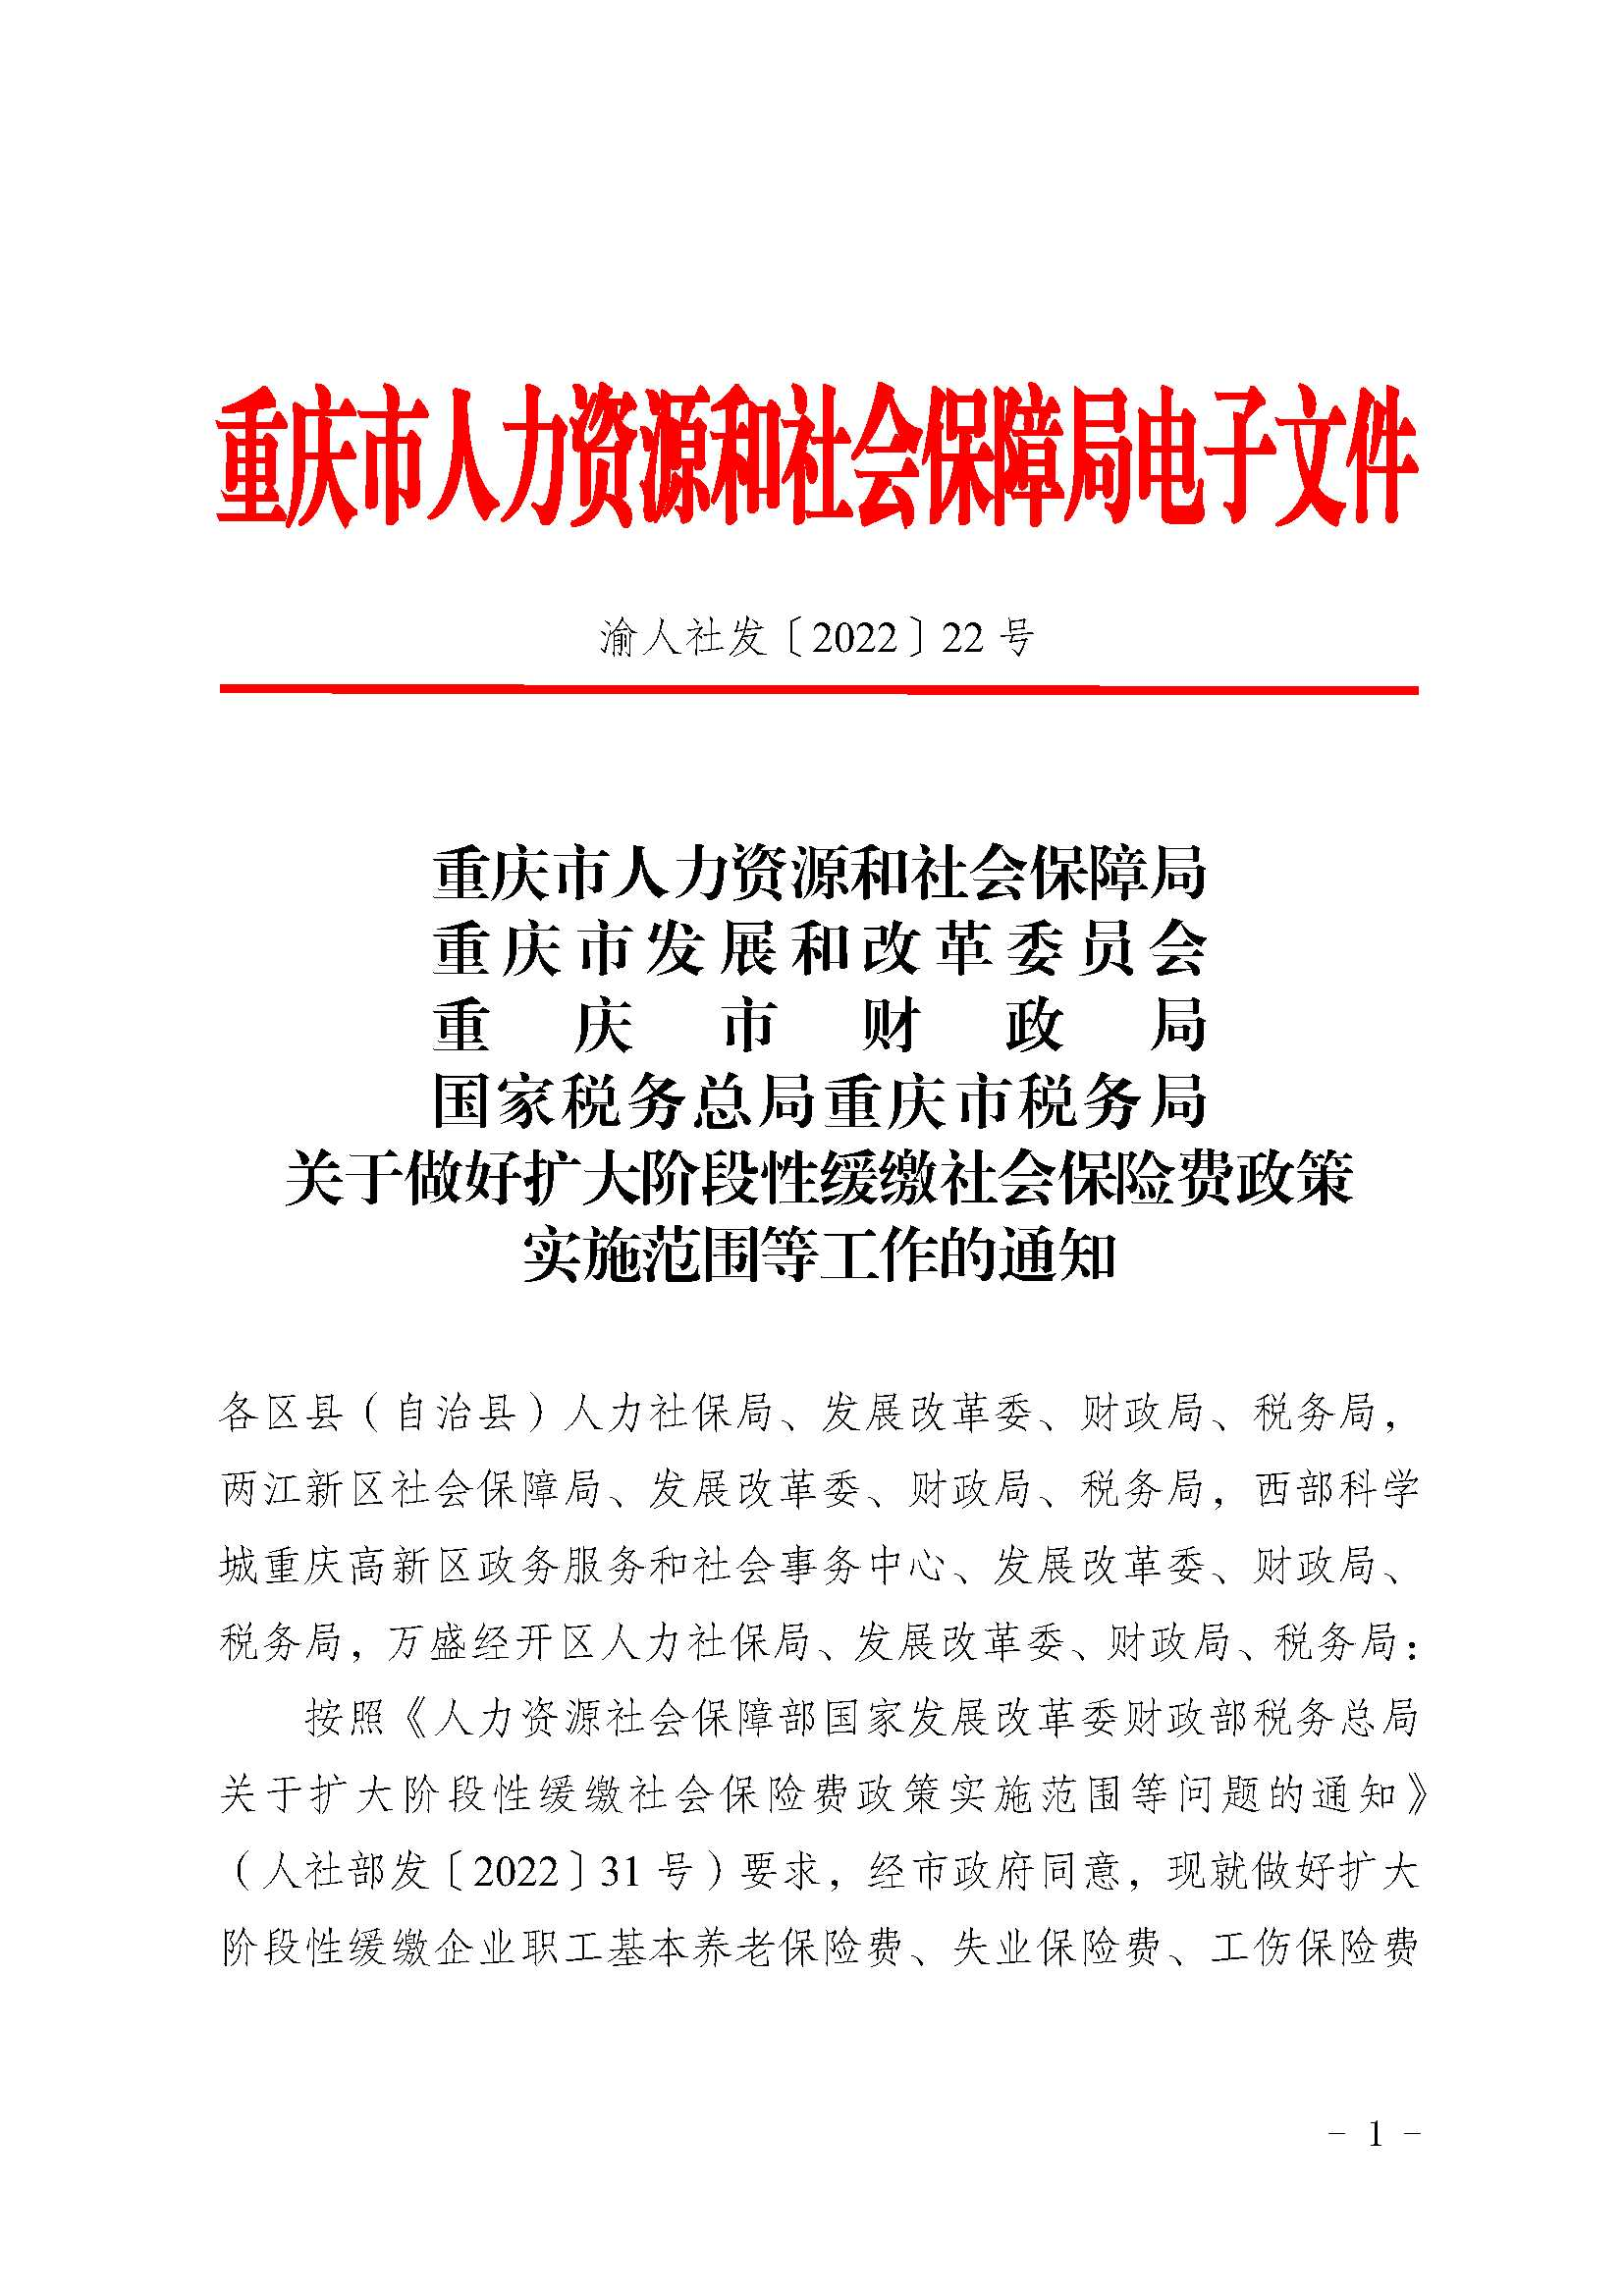 重庆市人力资源和社会保障局电子文件
渝人社发〔2022〕22 号
重庆市人力资源和社会保障局
重庆市发展和改革委员会
重庆市财政局
国家税务总局重庆市税务局
关于做好扩大阶段性缓缴社会保险费政策
实施范围等工作的通知
各区县（自治县）人力社保局、发展改革委、财政局、税务局，
两江新区社会保障局、发展改革委、财政局、税务局，西部科学
城重庆高新区政务服务和社会事务中心、发展改革委、财政局、
税务局，万盛经开区人力社保局、发展改革委、财政局、税务局：
按照《人力资源社会保障部国家发展改革委财政部税务总局
关于扩大阶段性缓缴社会保险费政策实施范围等问题的通知》
（人社部发〔2022〕31 号）要求，经市政府同意，现就做好扩大
阶段性缓缴企业职工基本养老保险费、失业保险费、工伤保险费
- 1 -